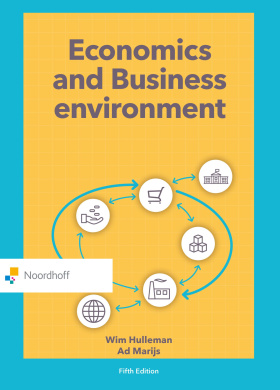 Economics
and Business
environment
Noordhoff
Wim Hulleman
Ad Marijs
Fifth Edition